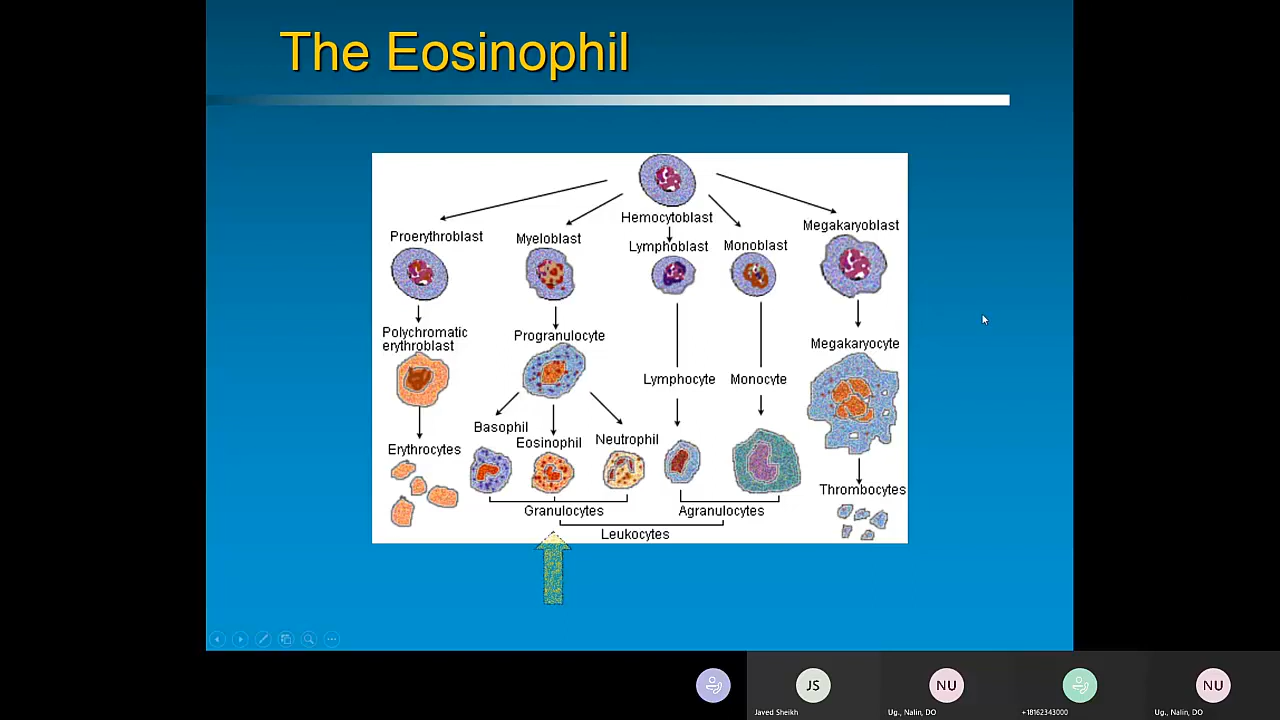 The Eosinophil
Hemocytoblast
Proerythroblast
Myeloblast
Lymphoblast
Monoblast
Megakaryoblast
Polychromatic
erythroblast
Progranulocyte
Lymphocyte
Monocyte
Megakaryocyte
Erythrocytes
Basophil
Eosinophil
Neutrophil
Thrombocytes
Granulocytes
Agranulocytes
Leukocytes
JS
NU
NU
Javed Sheikh
Ug., Nalin, DO
+18162343000
Ug., Nalin, DO